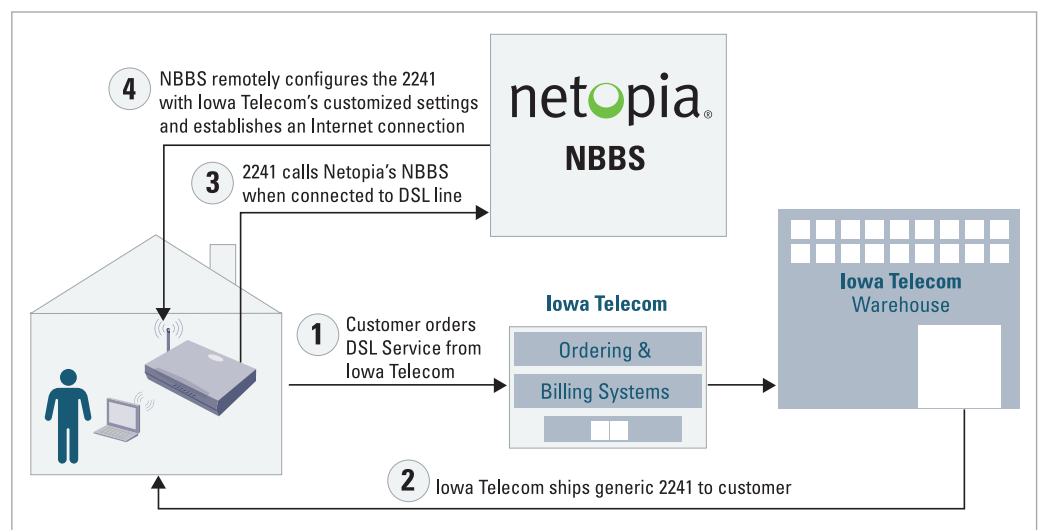 4
NBBS remotely configures the 2241
with Iowa Telecom's customized settings
and establishes an Internet connection
netopia®
NBBS
3
2241 calls Netopia's NBBS
when connected to DSL line
1
Customer orders
DSL Service from
Iowa Telecom
Iowa Telecom
Ordering &
Billing Systems
Iowa Telecom
Warehouse
2
Iowa Telecom ships generic 2241 to customer